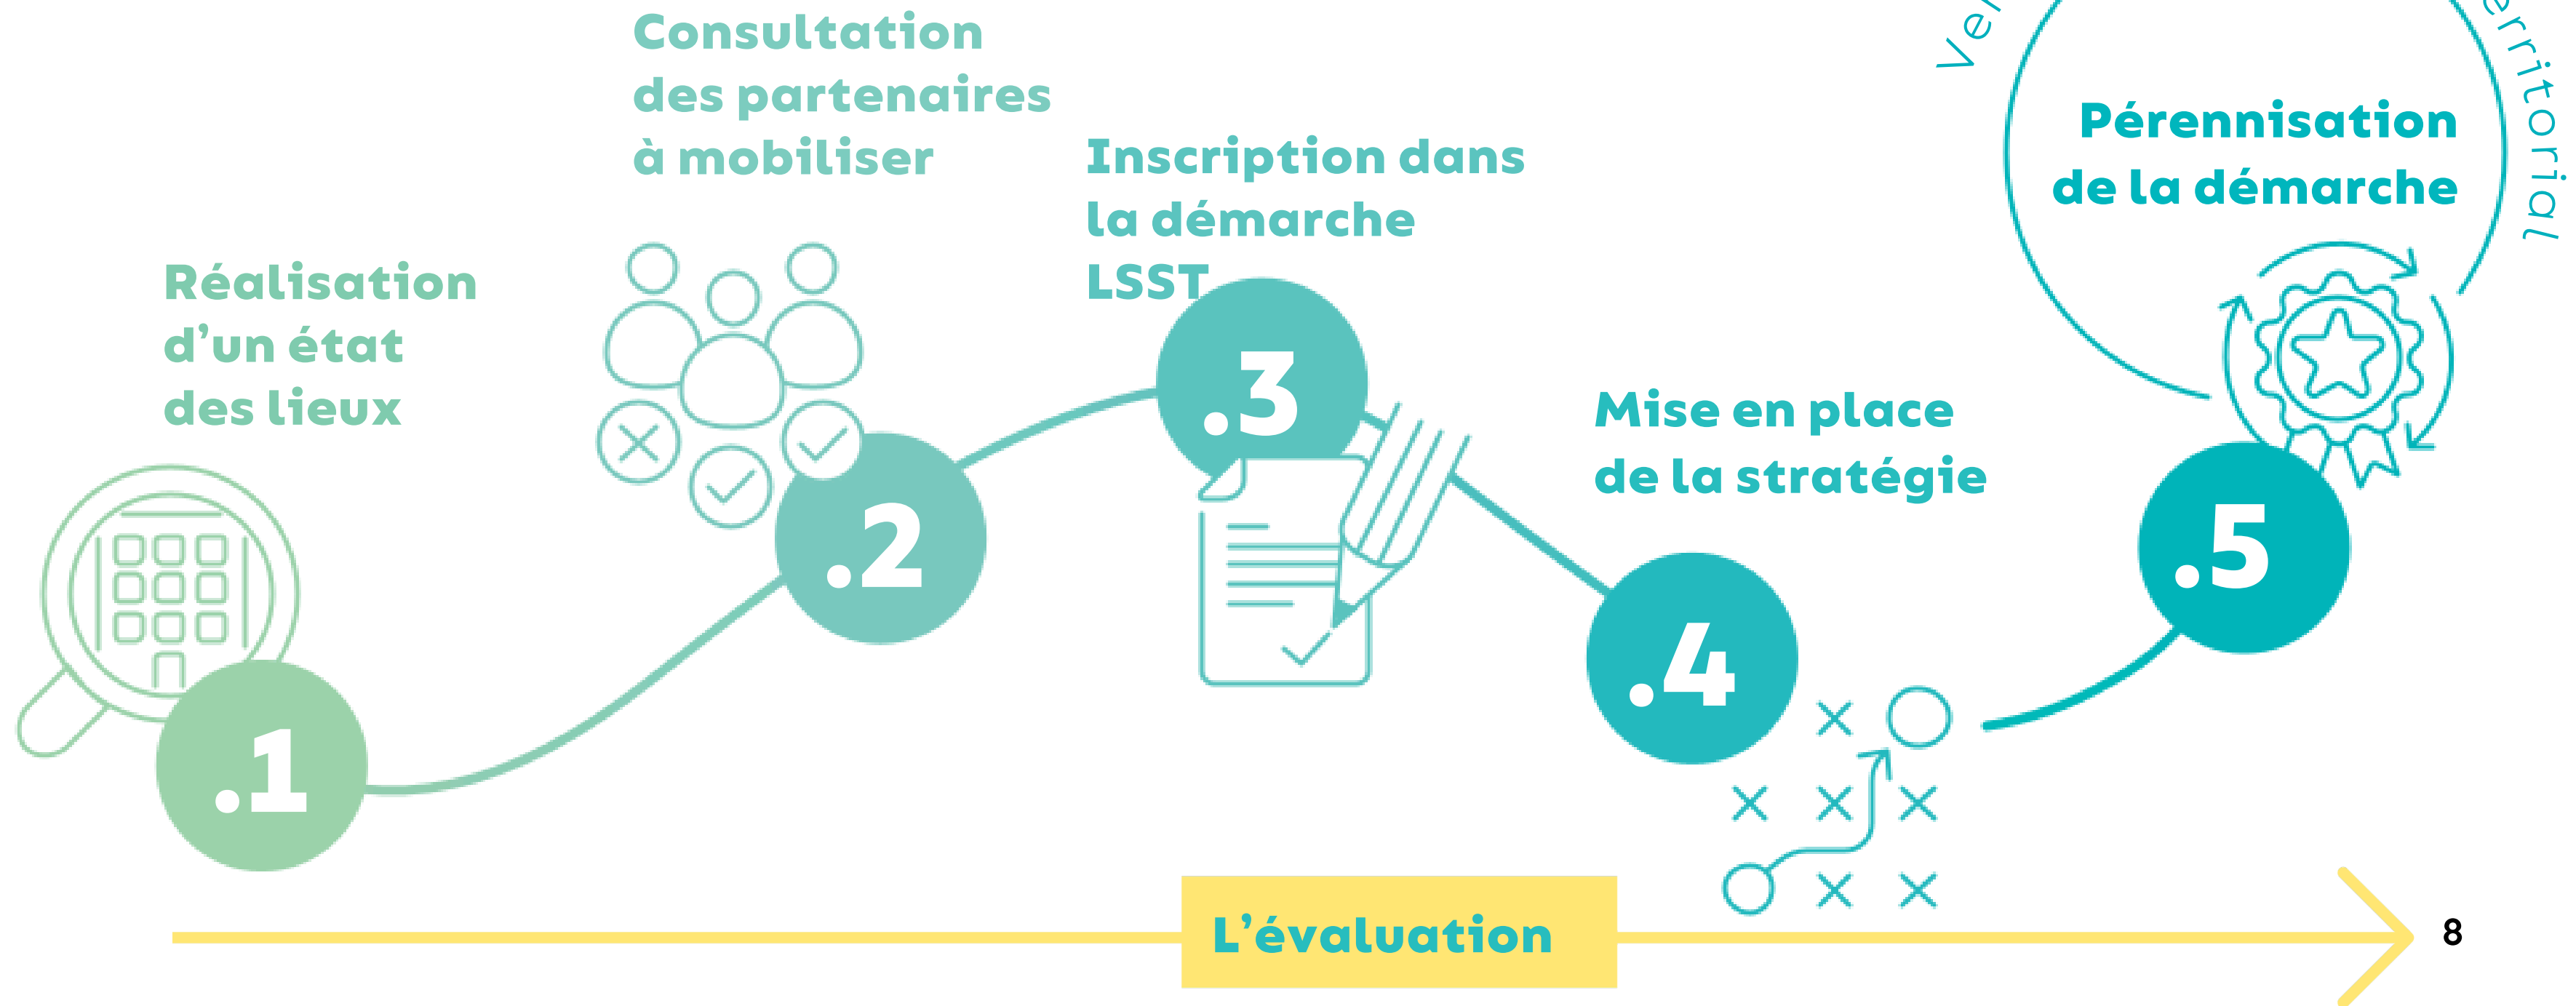 Réalisation
d’un état
des lieux
.1
Consultation
des partenaires
à mobiliser
.2
Inscription dans
la démarche
LSST
.3
Mise en place
de la stratégie
.4
Pérennisation
de la démarche
.5
L’évaluation
8